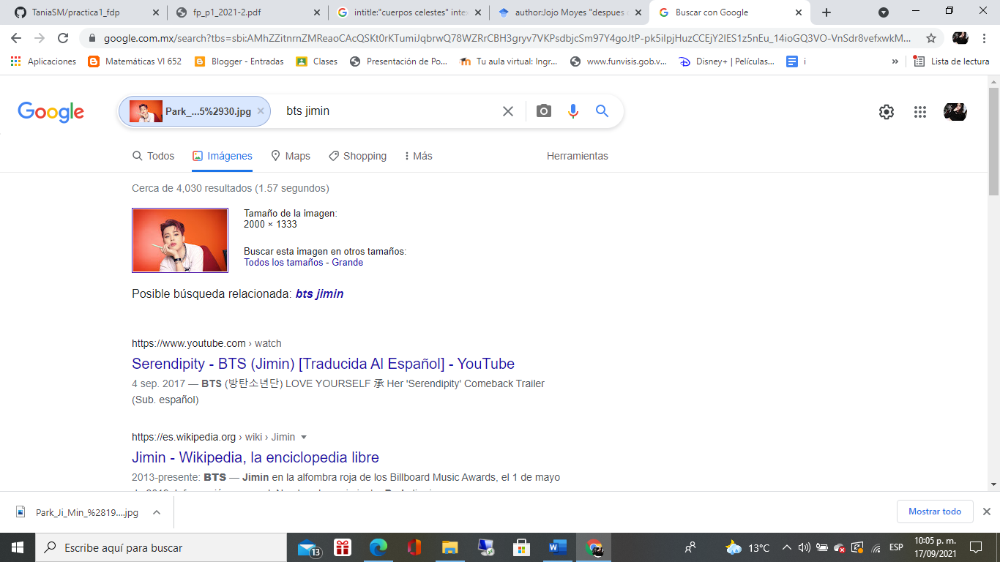 TaniaSM/practica1_fdp
fp_p1_2021-2.pdf
intitle:"cuerpos celestes" inte
author:Jojo Moyes "despues
Buscar con Google
google.com.mx/search?tbs=sbi:AMhZZitnrnZMReaoCAcQSKt0rKTumiJqbrwQ78WZRrCBH3gryv7VKPsdbjcSm97Y4goJtP-pk5iIpjHuzCCEjY2IES1z5nEu_14ioGQ3VO-VnSdr8vefxwkM...
Aplicaciones
Matemáticas VI 652
Blogger - Entradas
Clases
Presentación de Po...
Tu aula virtual: Ingr...
www.funvisis.gob.v...
Disney+ | Películas...
i
»
Lista de lectura
Google
Park_...5%2930.jpg
bts jimin
Todos
Imágenes
Maps
Shopping
Más
Herramientas
Cerca de 4,030 resultados (1.57 segundos)
Tamaño de la imagen:
2000 × 1333
Buscar esta imagen en otros tamaños:
Todos los tamaños - Grande
Posible búsqueda relacionada: bts jimin
https://www.youtube.com › watch
Serendipity - BTS (Jimin) [Traducida Al Español] - YouTube
4 sep. 2017 — BTS (방탄소년단) LOVE YOURSELF 承 Her 'Serendipity' Comeback Trailer
(Sub. español)
https://es.wikipedia.org › wiki › Jimin
Jimin - Wikipedia, la enciclopedia libre
2013-presente: BTS — Jimin en la alfombra roja de los Billboard Music Awards, el 1 de mayo
Park_Ji_Min_%2819....jpg
Mostrar todo
Escribe aquí para buscar
13
13°C
ESP
10:05 p. m.
17/09/2021